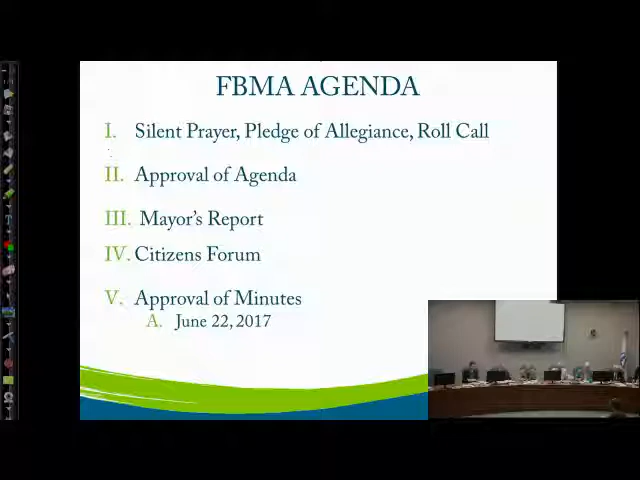 FBMA AGENDA
I. Silent Prayer, Pledge of Allegiance, Roll Call
II. Approval of Agenda
III. Mayor's Report
IV. Citizens Forum
V. Approval of Minutes
A. June 22, 2017